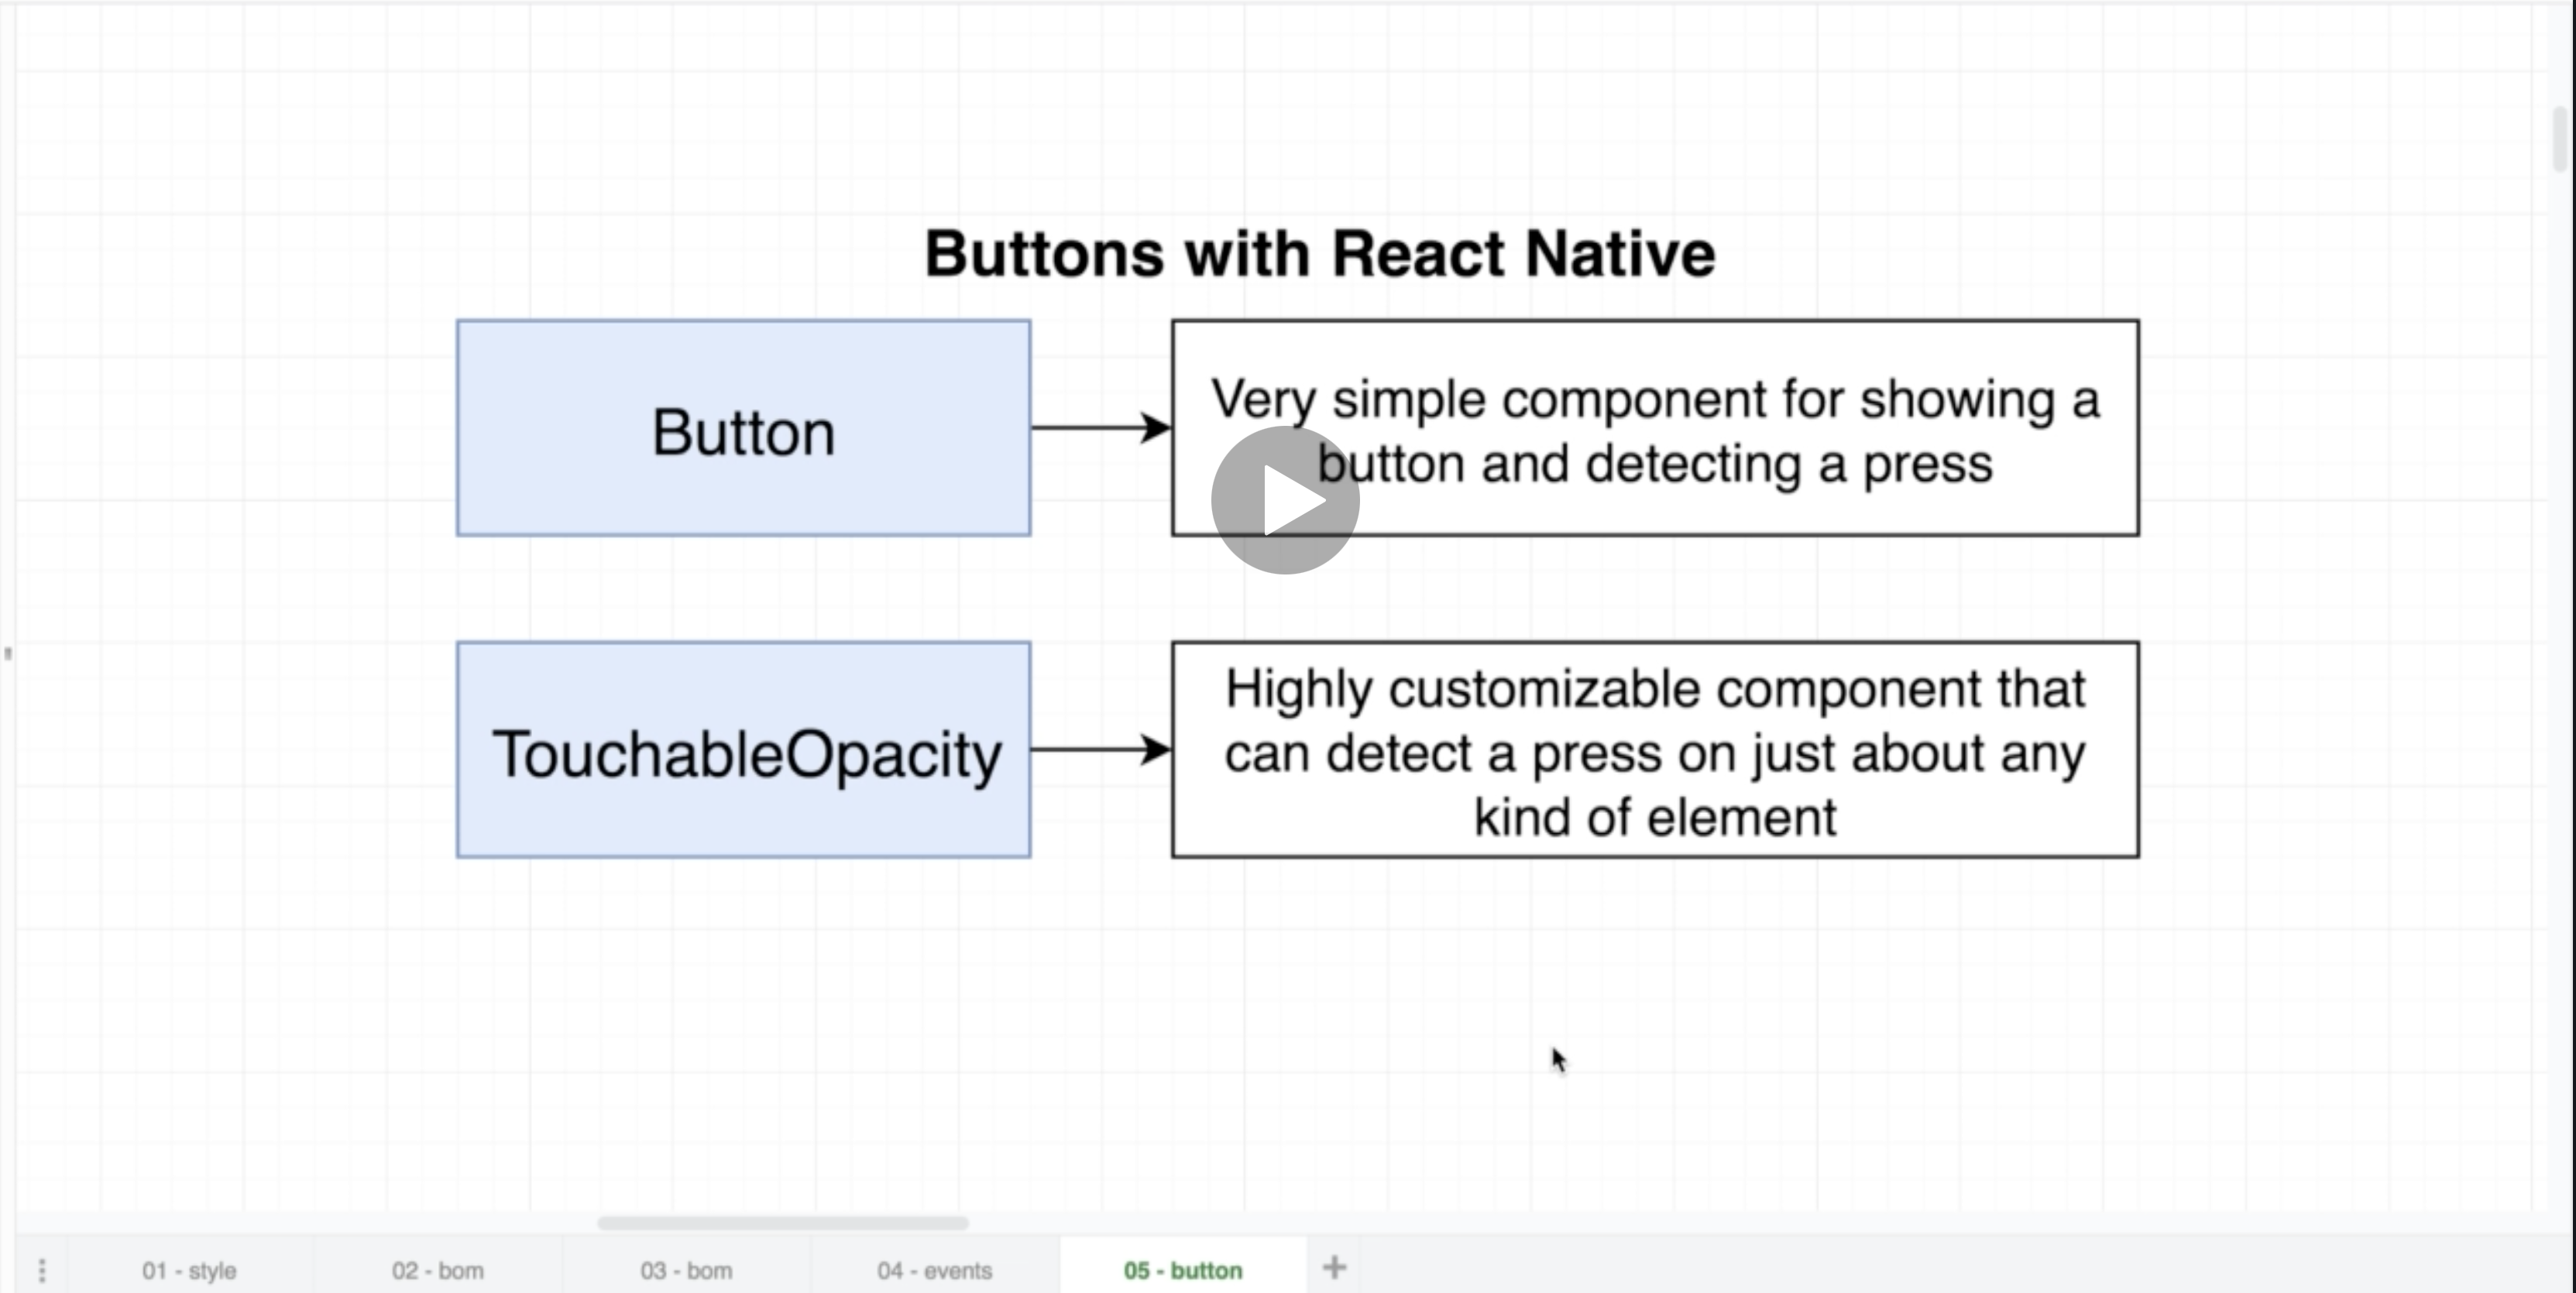 Buttons with React Native
Button
Very simple component for showing a
button and detecting a press
TouchableOpacity
Highly customizable component that
can detect a press on just about any
kind of element
01 - style
02 - bom
03 - bom
04 - events
05 - button